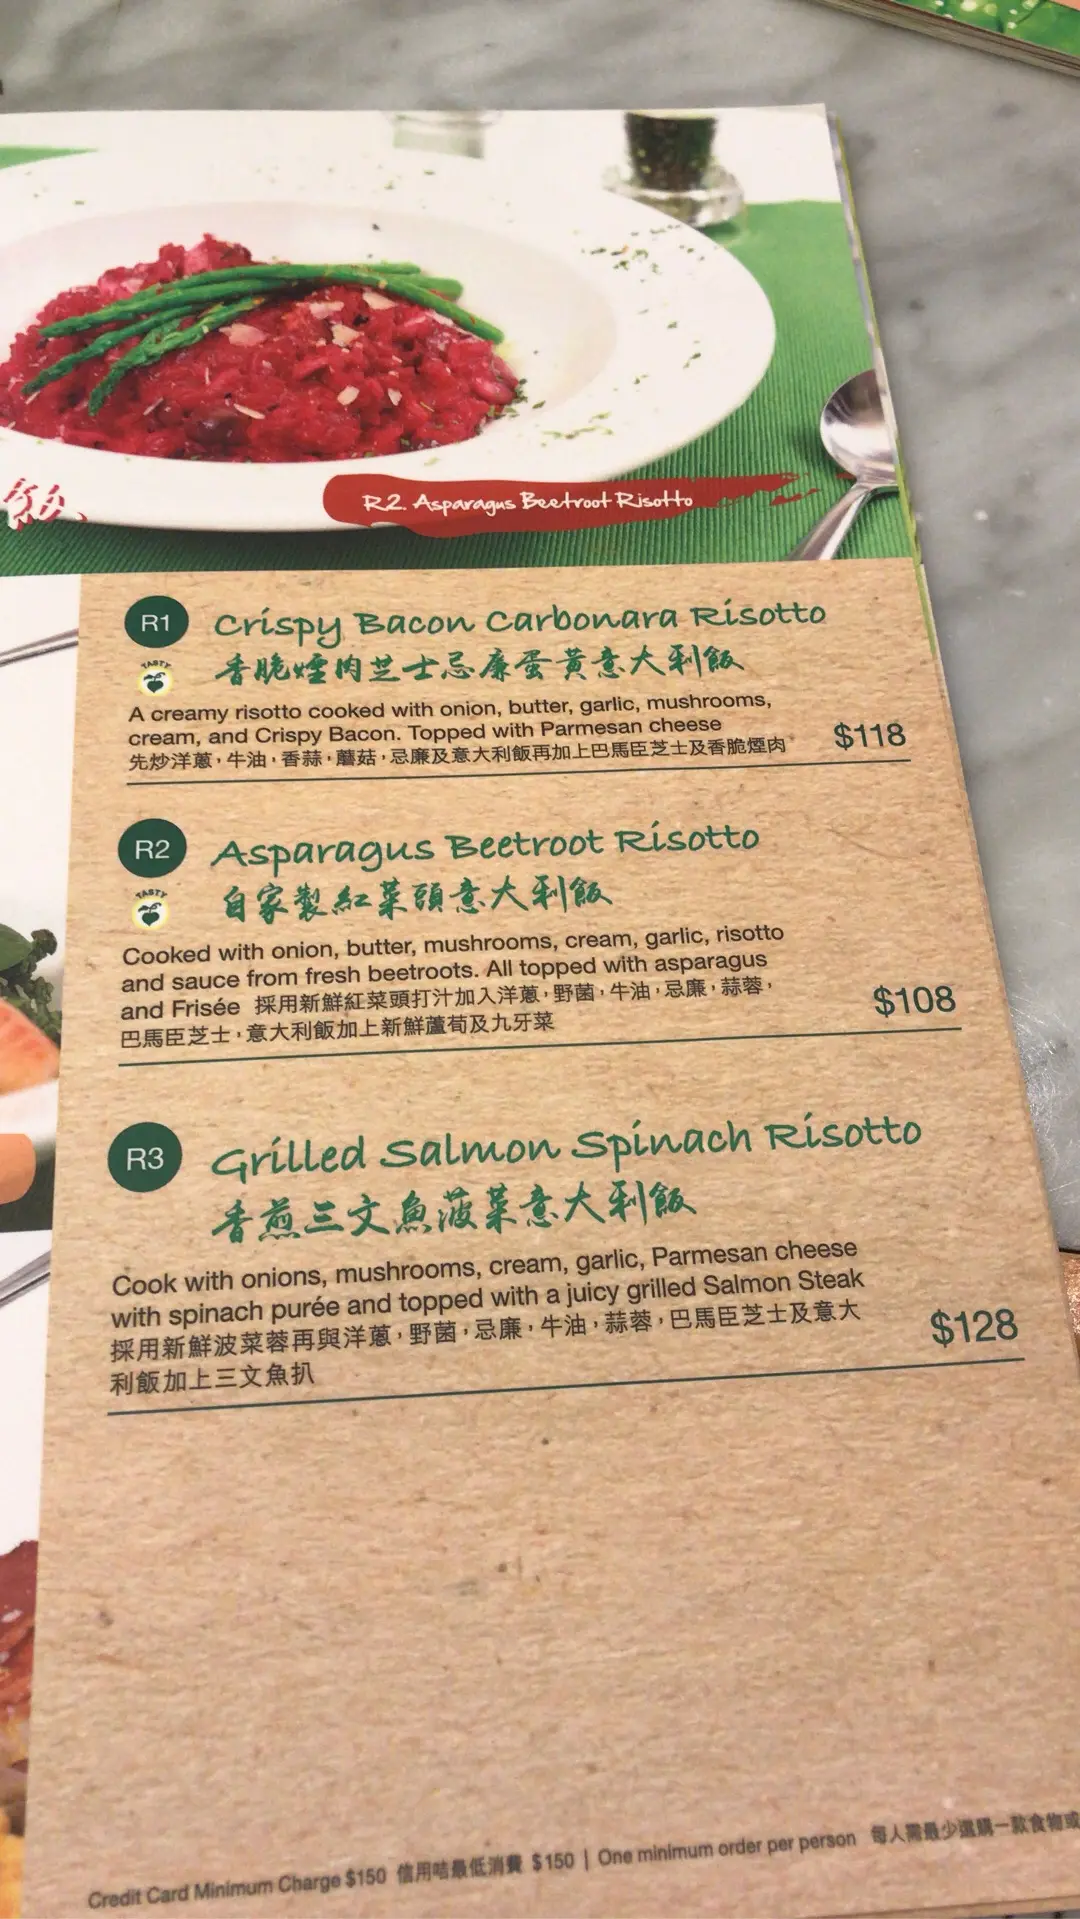 飯
R2. Asparagus Beetroot Risotto
R1 Crispy Bacon Carbonara Risotto
TASTY 香脆煙肉芝士忌廉蛋黃意大利飯
A creamy risotto cooked with onion, butter, garlic, mushrooms,
cream, and Crispy Bacon. Topped with Parmesan cheese
先炒洋蔥，牛油，香蒜，蘑菇，忌廉及意大利飯再加上巴馬臣芝士及香脆煙肉 $118
R2 Asparagus Beetroot Risotto
TASTY 自家製紅菜頭意大利飯
Cooked with onion, butter, mushrooms, cream, garlic, risotto
and sauce from fresh beetroots. All topped with asparagus
and Frisée 採用新鮮紅菜頭打汁加入洋蔥，野菌，牛油，忌廉，蒜蓉， $108
巴馬臣芝士，意大利飯加上新鮮蘆荀及九牙菜
R3 Grilled Salmon Spinach Risotto
香煎三文魚菠菜意大利飯
Cook with onions, mushrooms, cream, garlic, Parmesan cheese
with spinach purée and topped with a juicy grilled Salmon Steak
採用新鮮波菜蓉再與洋蔥，野菌，忌廉，牛油，蒜蓉，巴馬臣芝士及意大 $128
利飯加上三文魚扒
Credit Card Minimum Charge $150 信用咭最低消費 $150 | One minimum order per person 每人需最少選購一款食物或